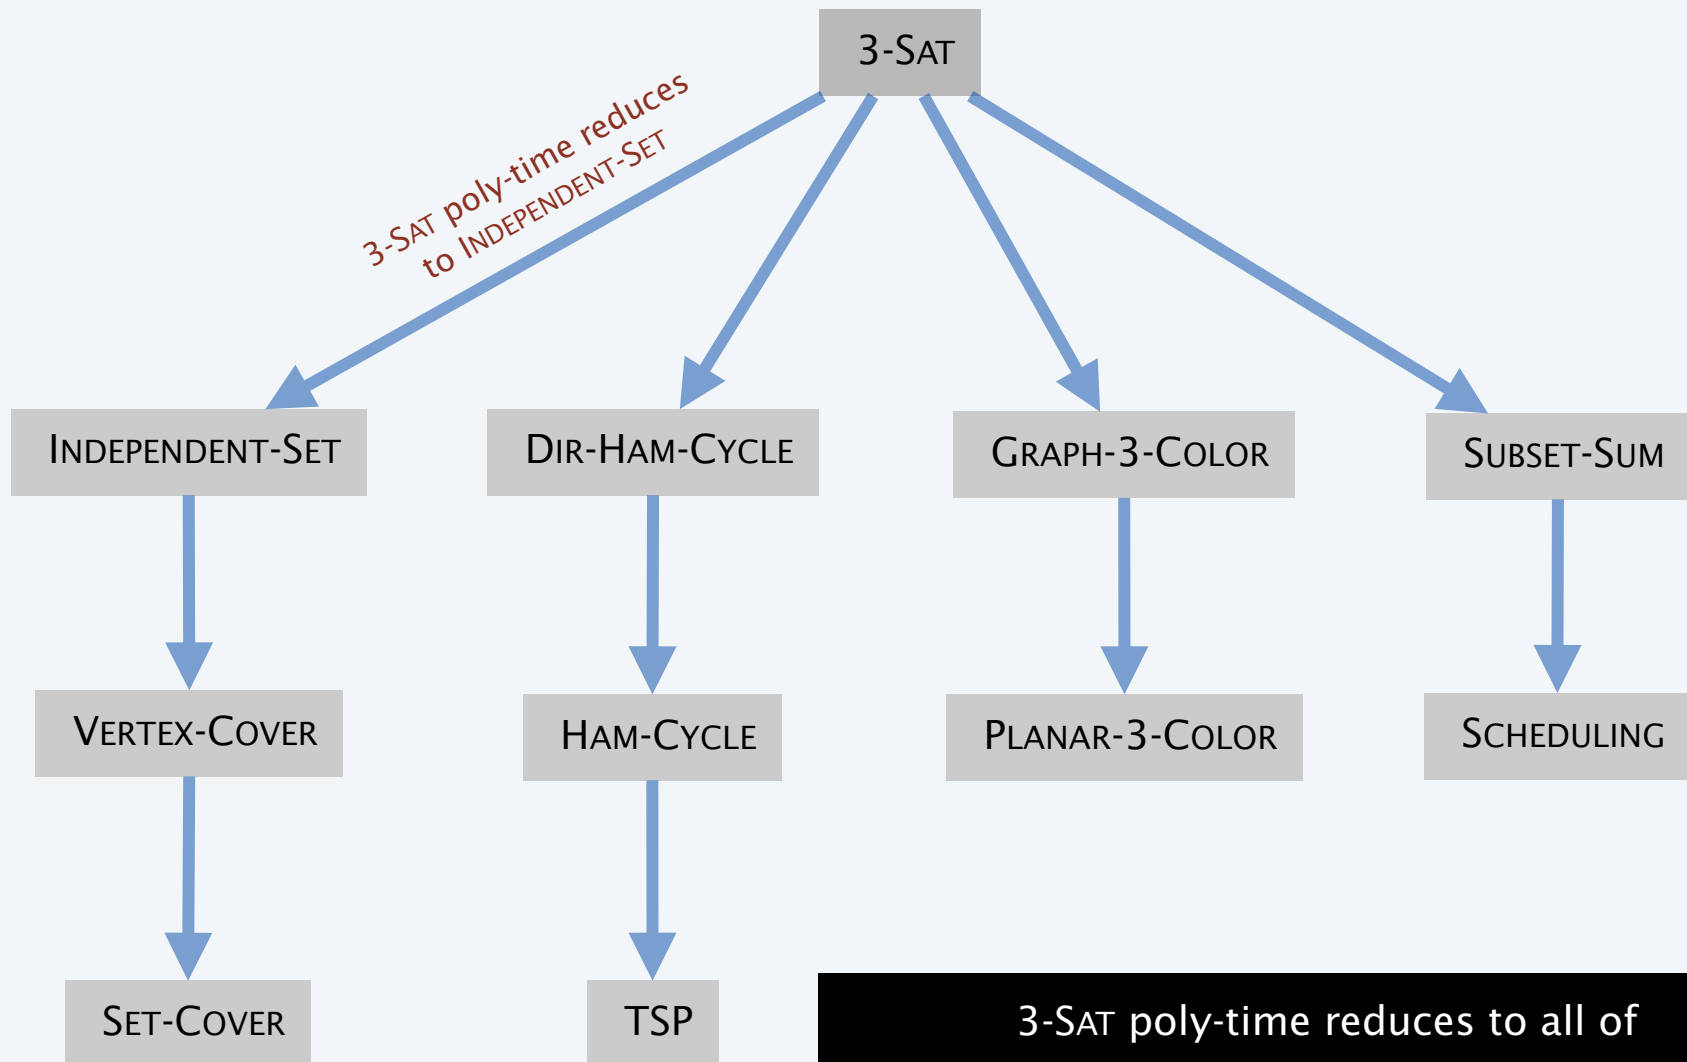 3-SAT
3-SAT poly-time reduces
to INDEPENDENT-SET
INDEPENDENT-SET
DIR-HAM-CYCLE
GRAPH-3-COLOR
SUBSET-SUM
VERTEX-COVER
HAM-CYCLE
PLANAR-3-COLOR
SCHEDULING
SET-COVER
TSP
3-SAT poly-time reduces to all of